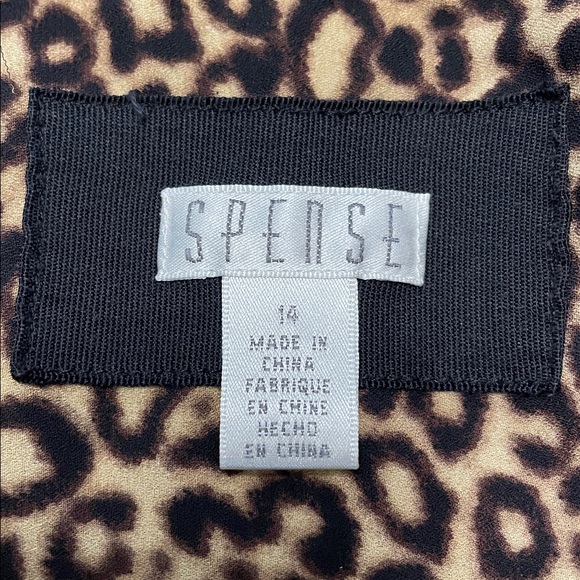 SPENSE
14
MADE IN
CHINA
FABRIQUE
EN CHINE
HECHO
EN CHINA